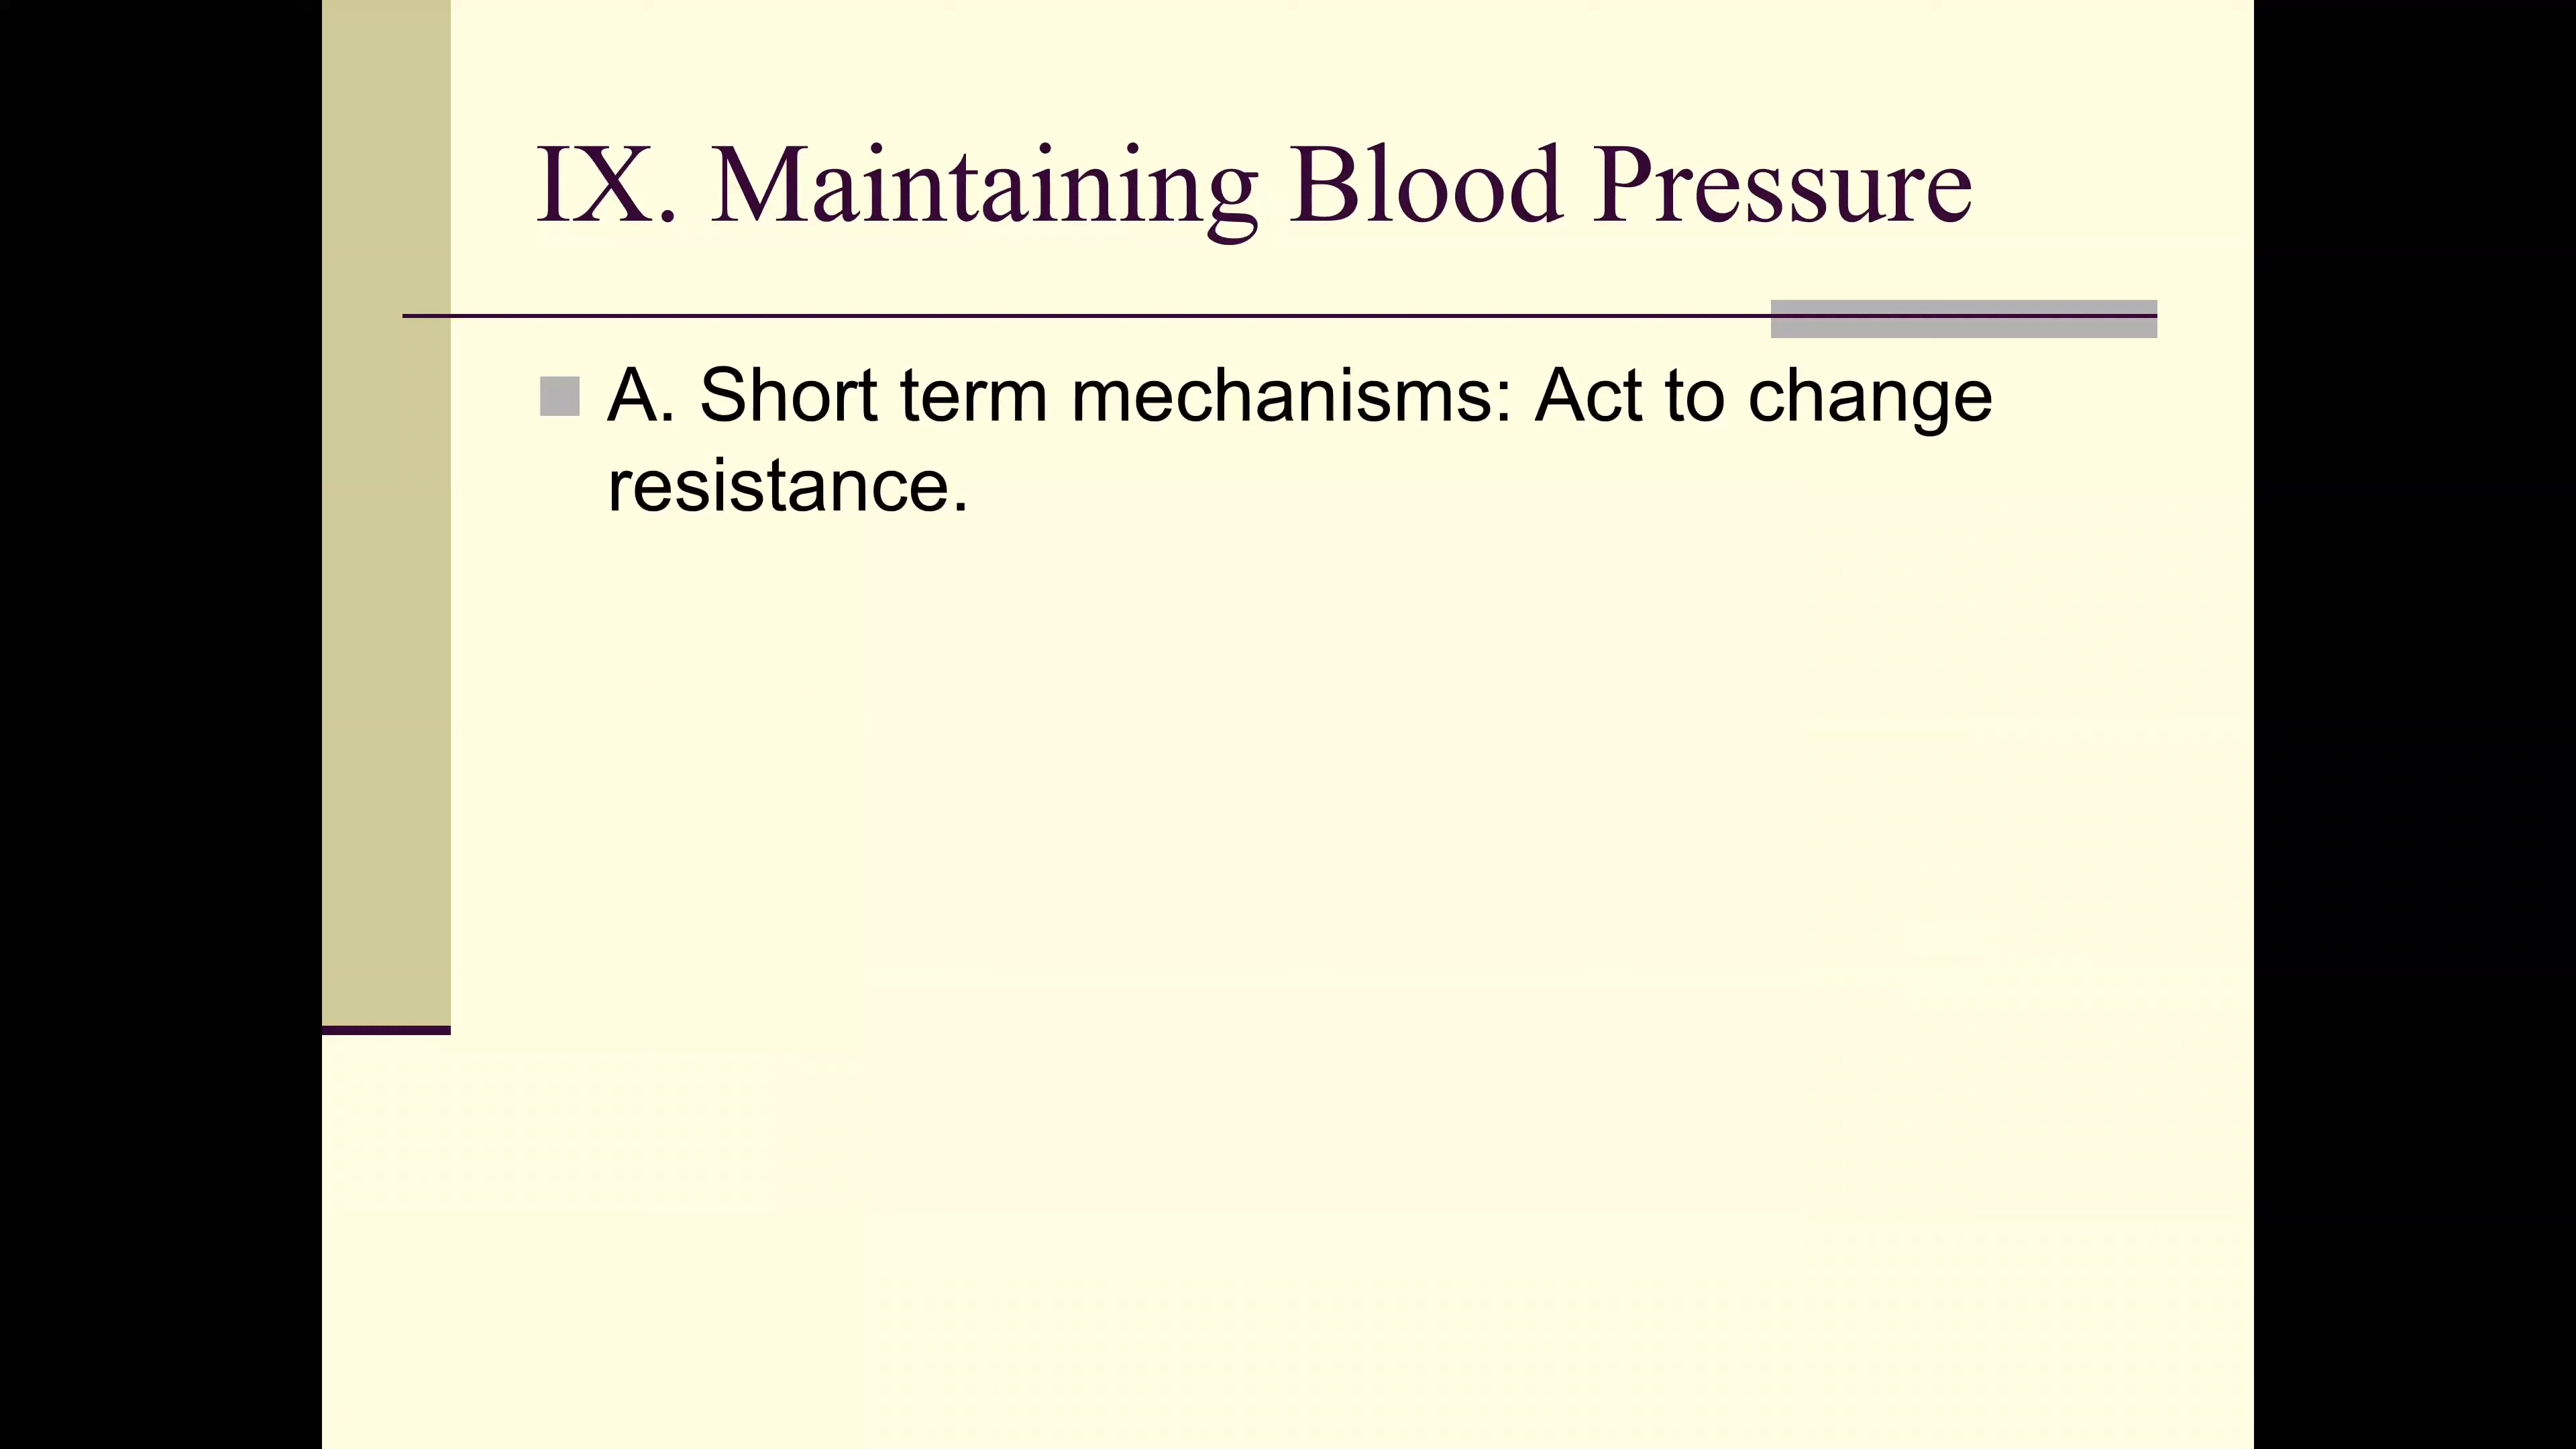 IX. Maintaining Blood Pressure
A. Short term mechanisms: Act to change
resistance.